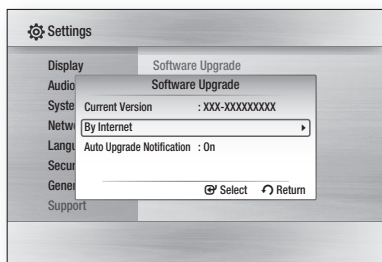 Settings
Display
Software Upgrade
Audio
Software Upgrade
Syste
Current Version : XXX-XXXXXXXXX
Netw
By Internet
Langu
Auto Upgrade Notification : On
Secur
Gener
Select Return
Support